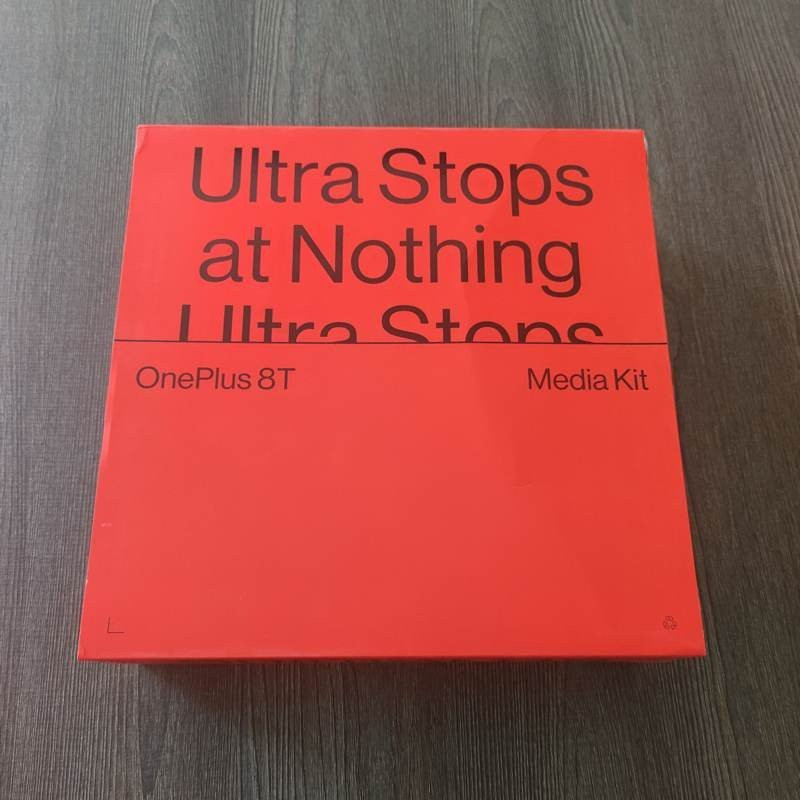 Ultra Stops
at Nothing
Ultra Stops
OnePlus 8T
Media Kit